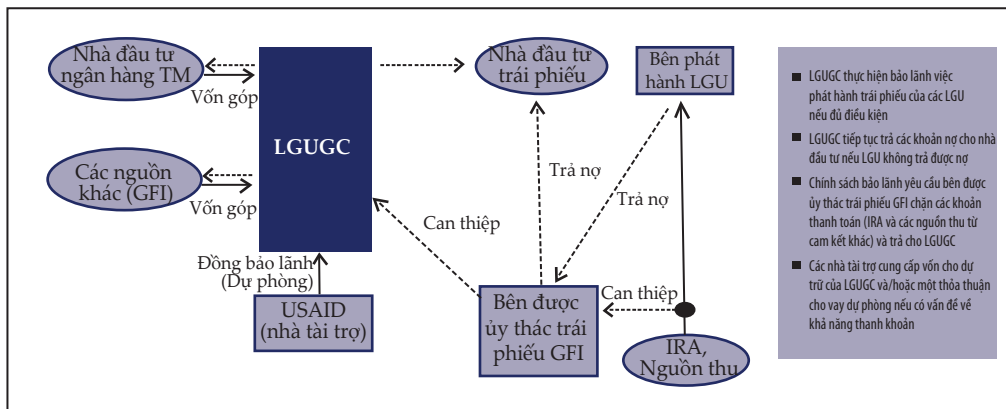 Nhà đầu tư
ngân hàng TM
Vốn góp
Các nguồn
khác (GFI)
Vốn góp
LGUGC
Đồng bảo lãnh
(Dự phòng)
USAID
(nhà tài trợ)
Nhà đầu tư
trái phiếu
Bên phát
hành LGU
Trả nợ
Trả nợ
Can thiệp
Can thiệp
Bên được
ủy thác trái
phiếu GFI
IRA,
Nguồn thu
LGUGC thực hiện bảo lãnh việc
phát hành trái phiếu của các LGU
nếu đủ điều kiện
LGUGC tiếp tục trả các khoản nợ cho nhà
đầu tư nếu LGU không trả được nợ
Chính sách bảo lãnh yêu cầu bên được
ủy thác trái phiếu GFI chặn các khoản
thanh toán (IRA và các nguồn thu từ
cam kết khác) và trả cho LGUGC
Các nhà tài trợ cung cấp vốn cho dự
trữ của LGUGC và/hoặc một thỏa thuận
cho vay dự phòng nếu có vấn đề về
khả năng thanh khoản